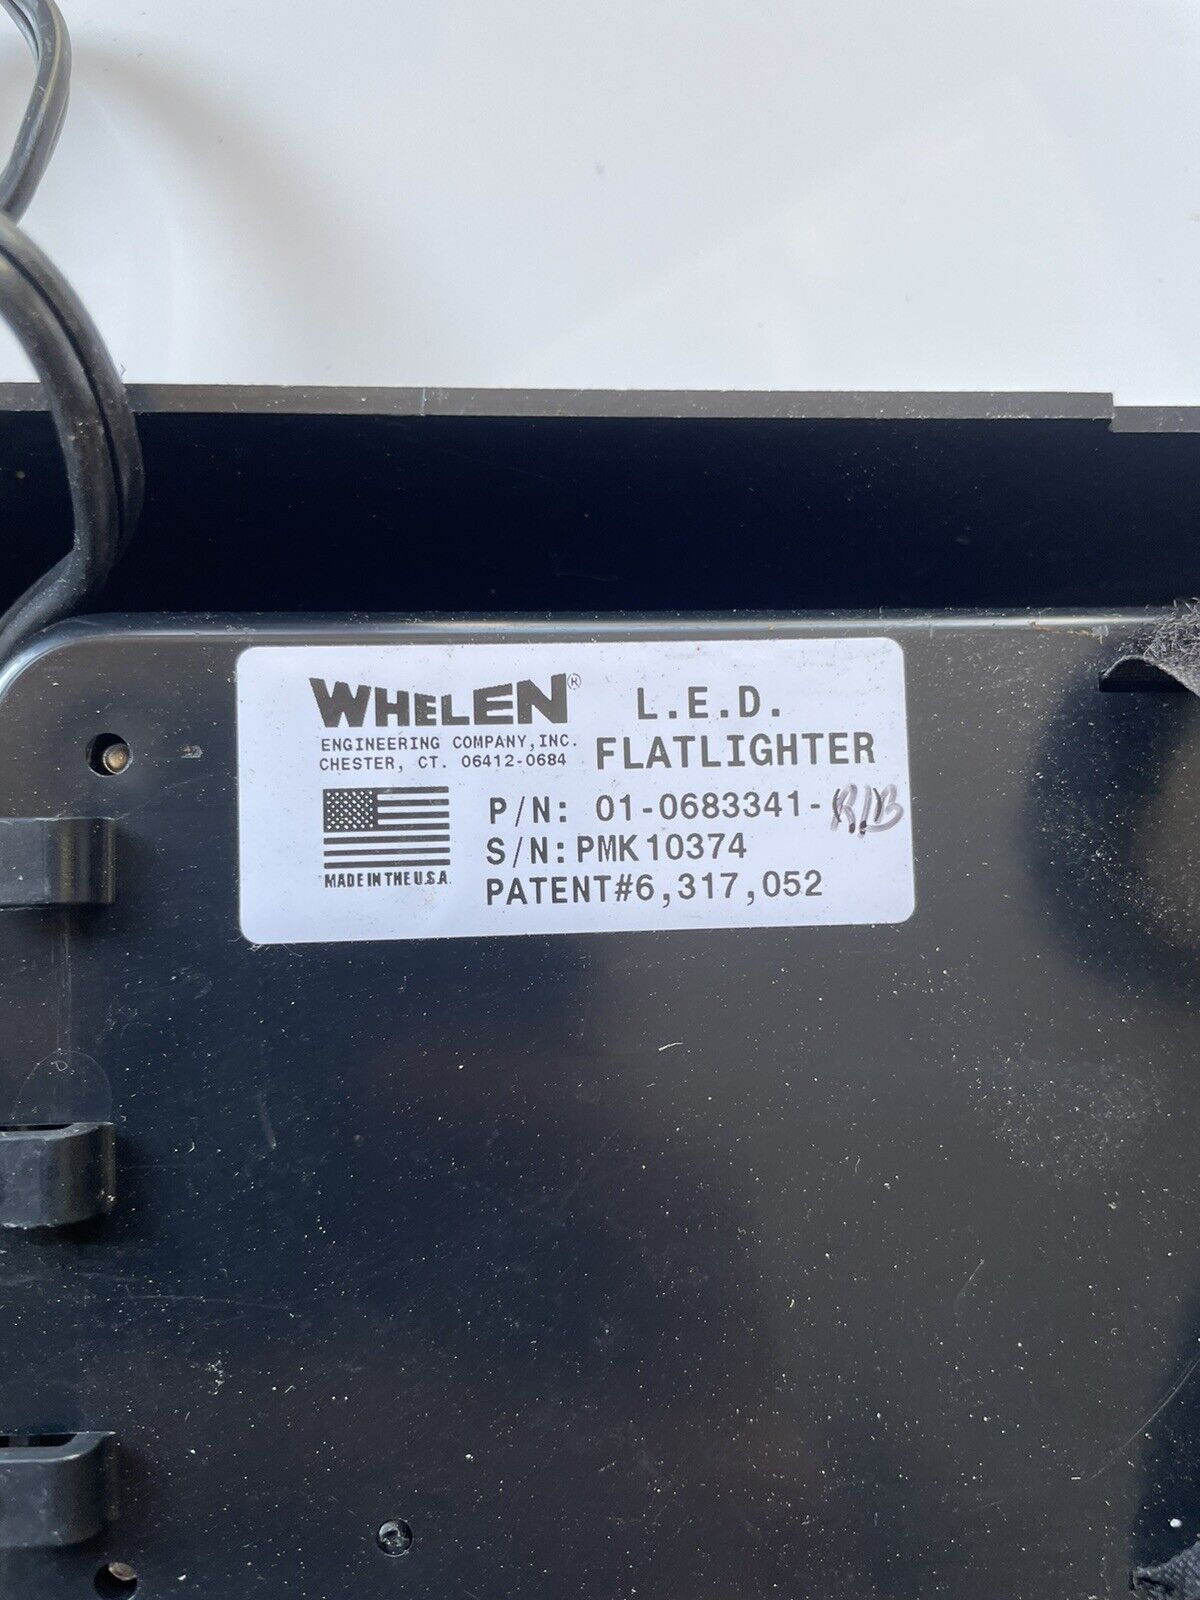 WHELEN®
ENGINEERING COMPANY, INC.
CHESTER, CT. 06412-0684
L.E.D.
FLATLIGHTER
MADE IN THE U.S.A.
P/N: 01-0683341-
S/N: PMK10374
PATENT#6,317,052